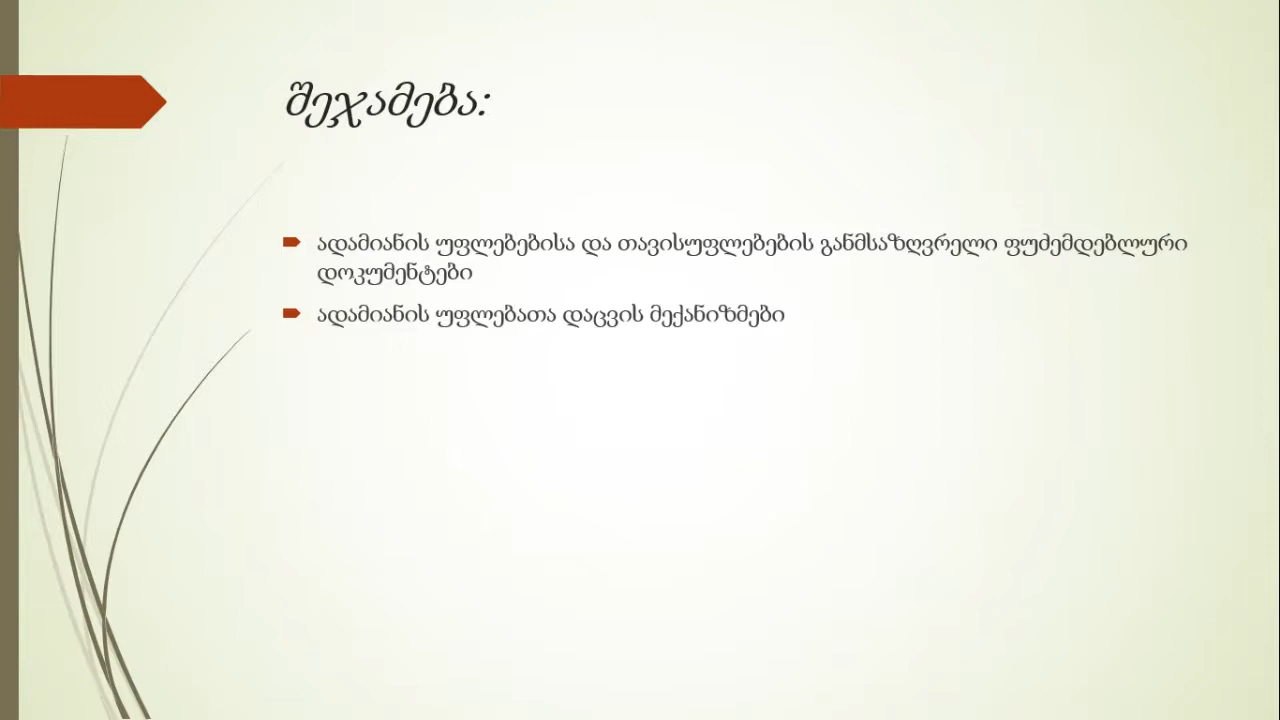 შეჯამება:
ადამიანის უფლებებისა და თავისუფლებების განმსაზღვრელი ფუძემდებლური
დოკუმენტები
ადამიანის უფლებათა დაცვის მექანიზმები